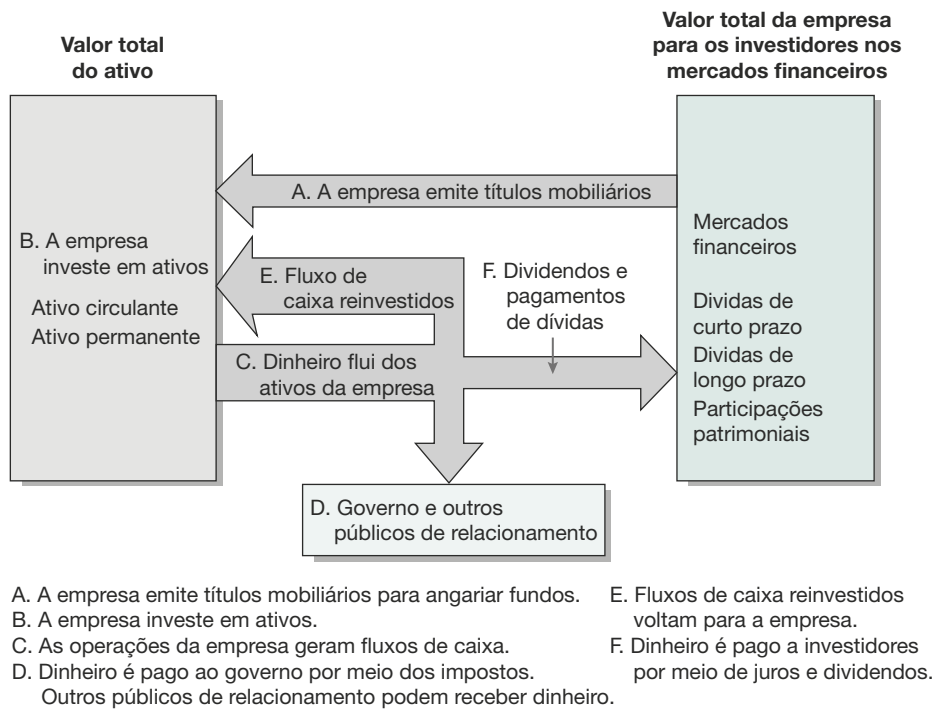 Valor total
do ativo
Valor total da empresa
para os investidores nos
mercados financeiros
A. A empresa emite títulos mobiliários
B. A empresa
investe em ativos
Ativo circulante
Ativo permanente
E. Fluxo de
caixa reinvestidos
C. Dinheiro flui dos
ativos da empresa
F. Dividendos e
pagamentos
de dívidas
Mercados
financeiros
Dividas de
curto prazo
Dividas de
longo prazo
Participações
patrimoniais
D. Governo e outros
públicos de relacionamento
A. A empresa emite títulos mobiliários para angariar fundos.
B. A empresa investe em ativos.
C. As operações da empresa geram fluxos de caixa.
D. Dinheiro é pago ao governo por meio dos impostos.
Outros públicos de relacionamento podem receber dinheiro.
E. Fluxos de caixa reinvestidos
voltam para a empresa.
F. Dinheiro é pago a investidores
por meio de juros e dividendos.